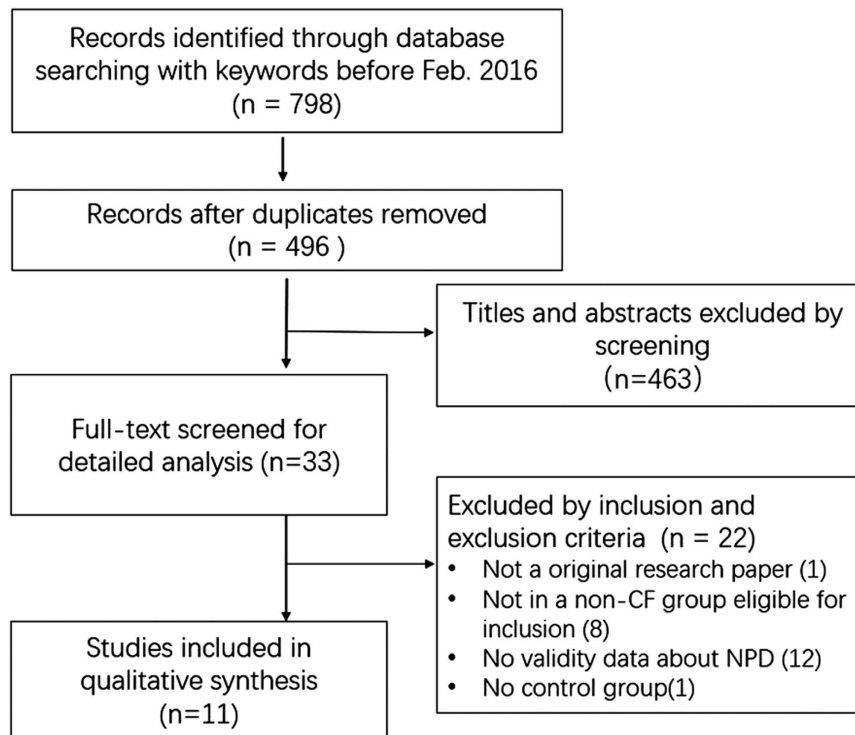 Records identified through database
searching with keywords before Feb. 2016
(n = 798)
Records after duplicates removed
(n = 496 )
Titles and abstracts excluded by
screening
(n=463)
Full-text screened for
detailed analysis (n=33)
Excluded by inclusion and
exclusion criteria (n = 22)
• Not a original research paper (1)
• Not in a non-CF group eligible for
inclusion (8)
• No validity data about NPD (12)
• No control group(1)
Studies included in
qualitative synthesis
(n=11)